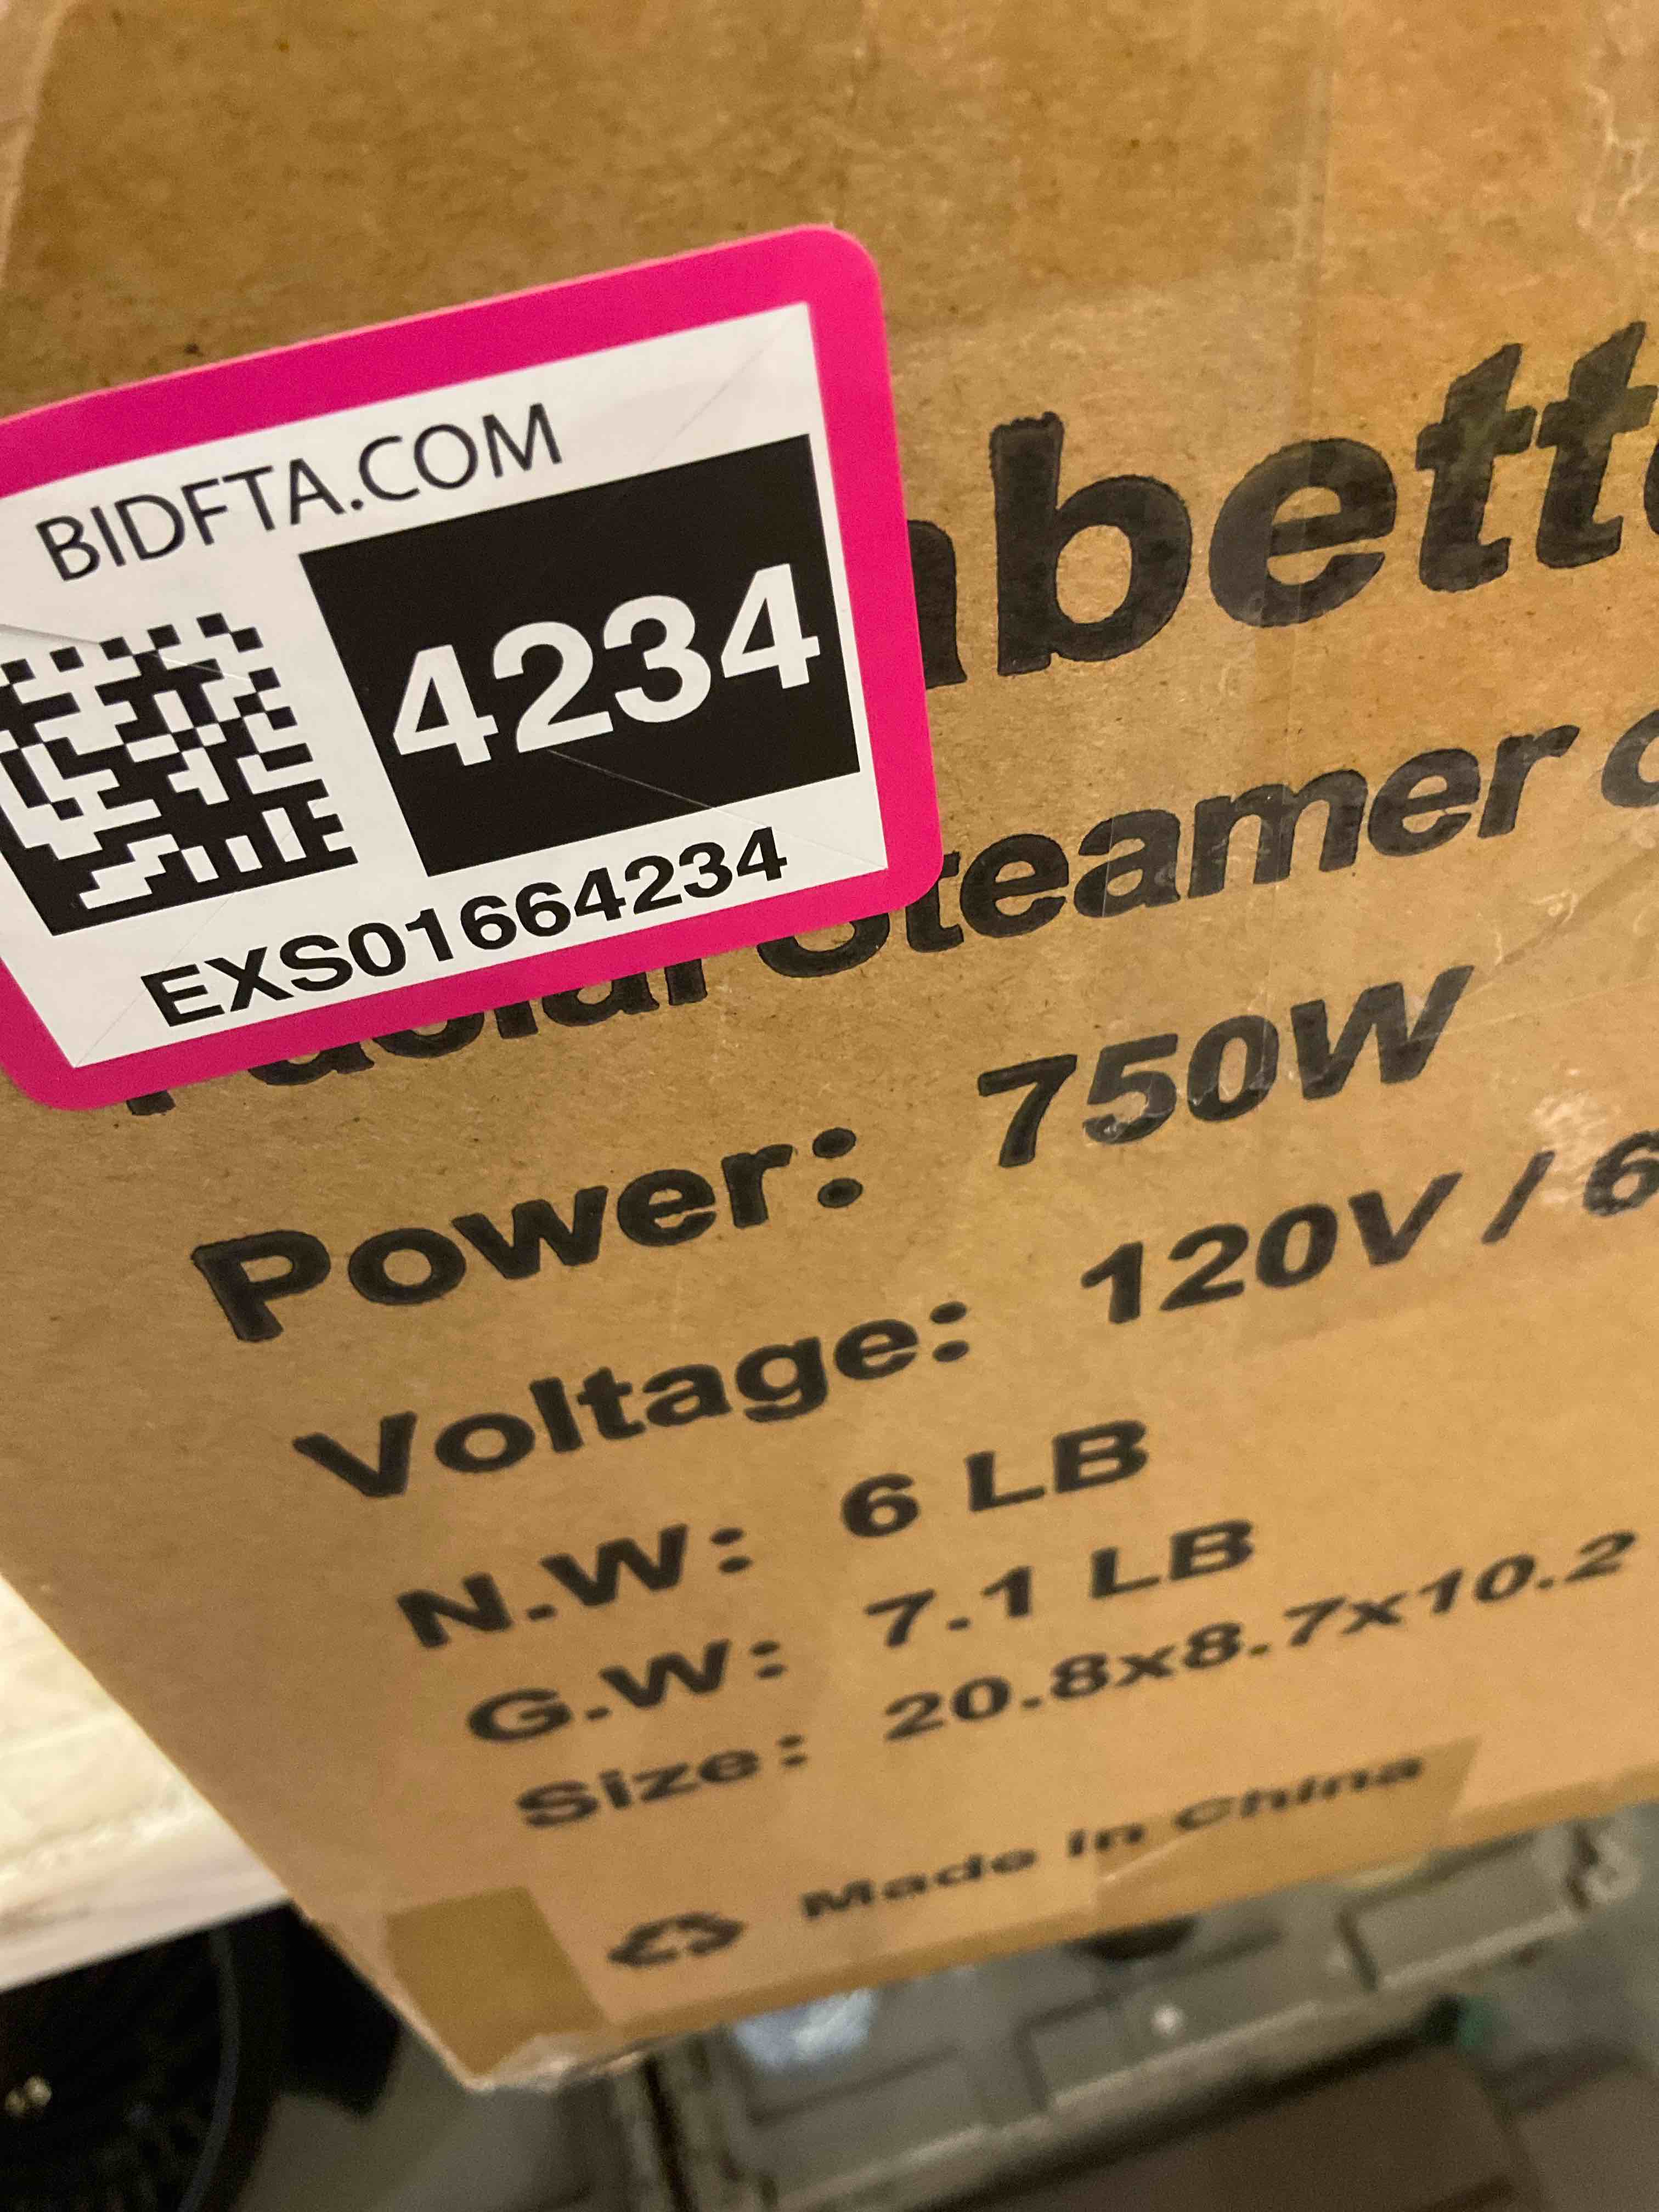 BIDFTA.COM
4234
EXS01664234
Steamer
Power: 750W
Voltage: 120V / 6
N.W: 6 LB
G.W: 7.1 LB
Size: 20.8x8.7x10.2
Made in China